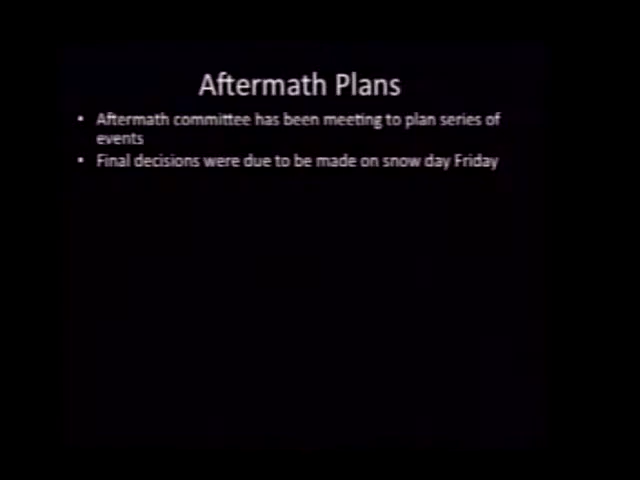 Aftermath Plans
• Aftermath committee has been meeting to plan series of
events
• Final decisions were due to be made on snow day Friday